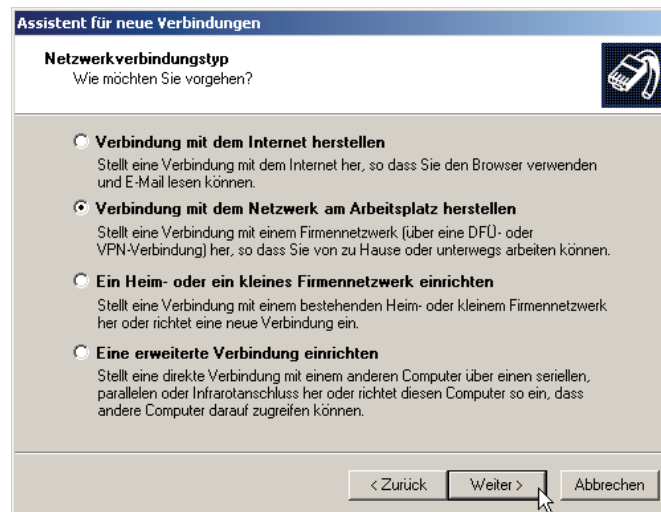 Assistent für neue Verbindungen
Netzwerkverbindungstyp
Wie möchten Sie vorgehen?
Verbindung mit dem Internet herstellen
Stellt eine Verbindung mit dem Internet her, so dass Sie den Browser verwenden
und E-Mail lesen können.
Verbindung mit dem Netzwerk am Arbeitsplatz herstellen
Stellt eine Verbindung mit einem Firmennetzwerk (über eine DFÜ- oder
VPN-Verbindung) her, so dass Sie von zu Hause oder unterwegs arbeiten können.
Ein Heim- oder ein kleines Firmennetzwerk einrichten
Stellt eine Verbindung mit einem bestehenden Heim- oder kleinem Firmennetzwerk
her oder richtet eine neue Verbindung ein.
Eine erweiterte Verbindung einrichten
Stellt eine direkte Verbindung mit einem anderen Computer über einen seriellen,
parallelen oder Infrarotanschluss her oder richtet diesen Computer so ein, dass
andere Computer darauf zugreifen können.
< Zurück Weiter > Abbrechen